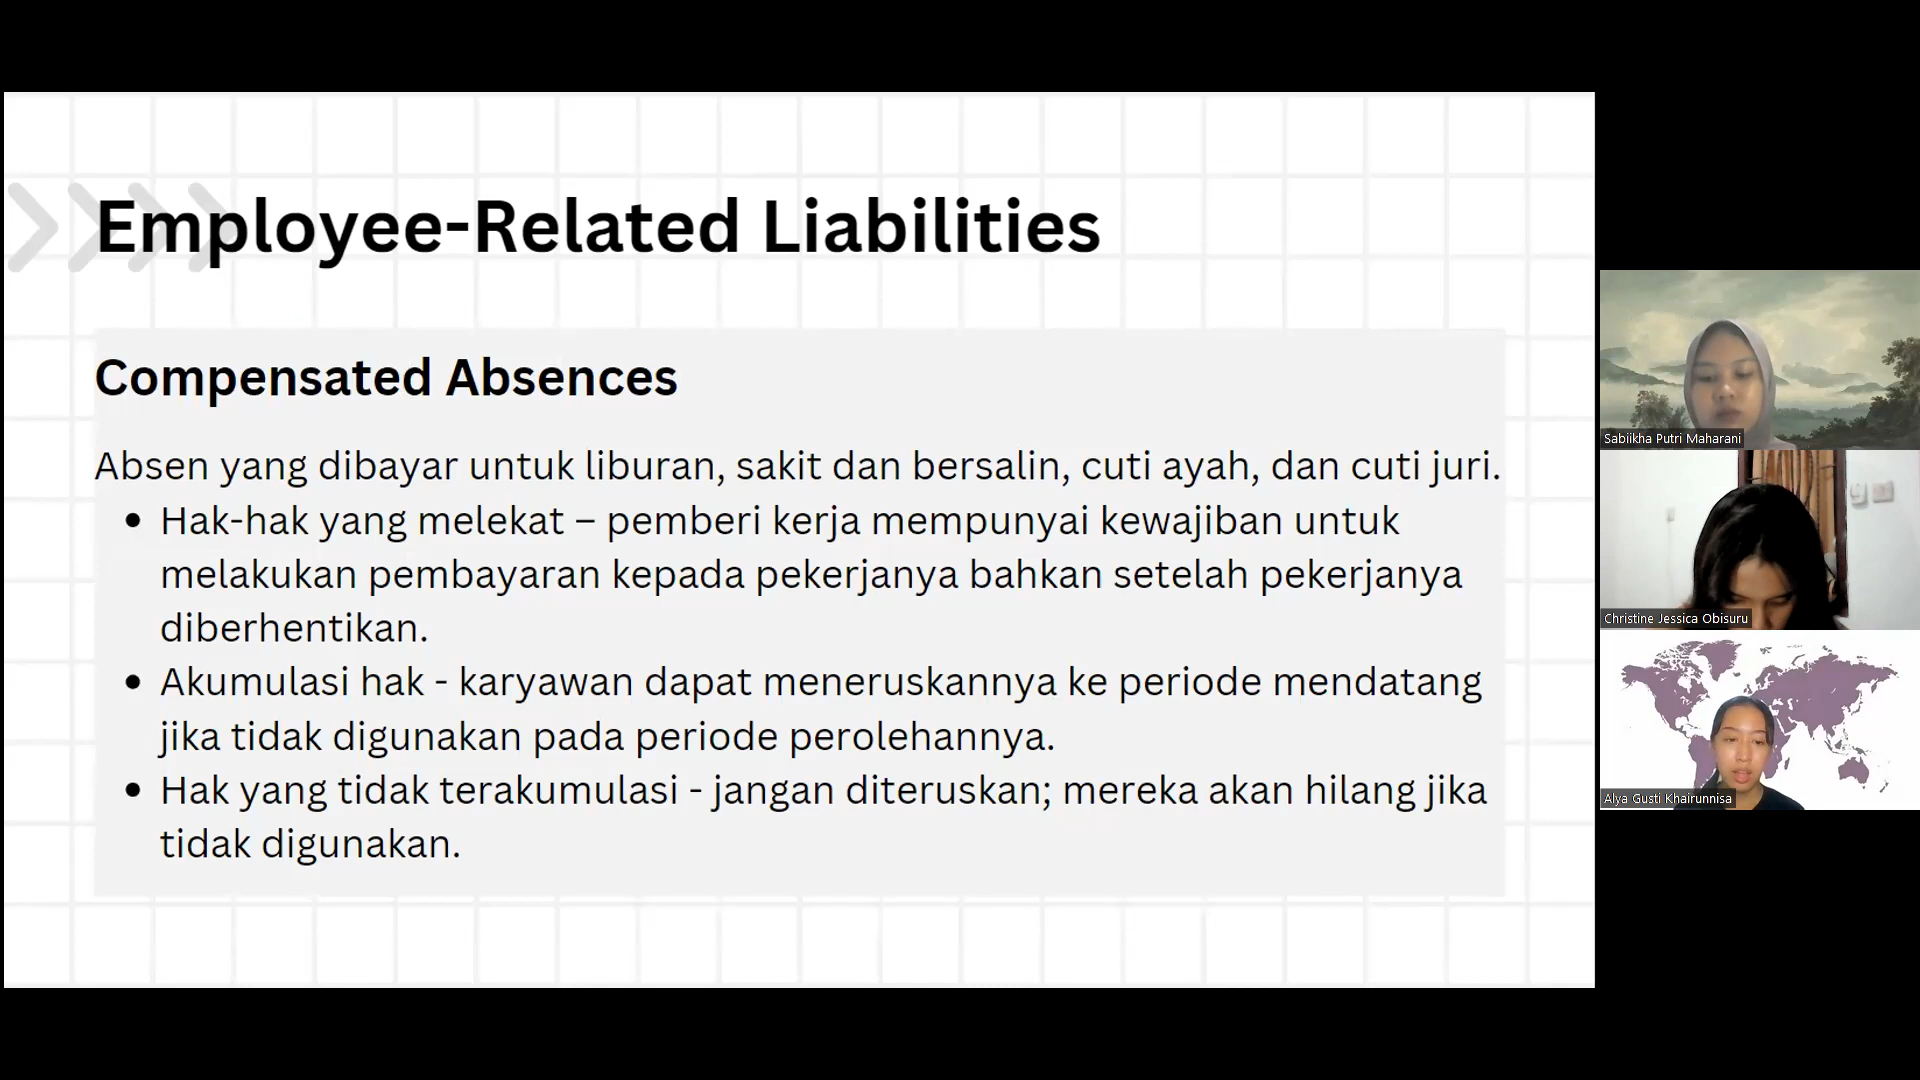 Employee-Related Liabilities
Compensated Absences
Absen yang dibayar untuk liburan, sakit dan bersalin, cuti ayah, dan cuti juri.
• Hak-hak yang melekat – pemberi kerja mempunyai kewajiban untuk
melakukan pembayaran kepada pekerjanya bahkan setelah pekerjanya
diberhentikan.
• Akumulasi hak - karyawan dapat meneruskannya ke periode mendatang
jika tidak digunakan pada periode perolehannya.
• Hak yang tidak terakumulasi - jangan diteruskan; mereka akan hilang jika
tidak digunakan.
Sabiikha Putri Maharani
Christine Jessica Obisuru
Alya Gusti Khairunnisa